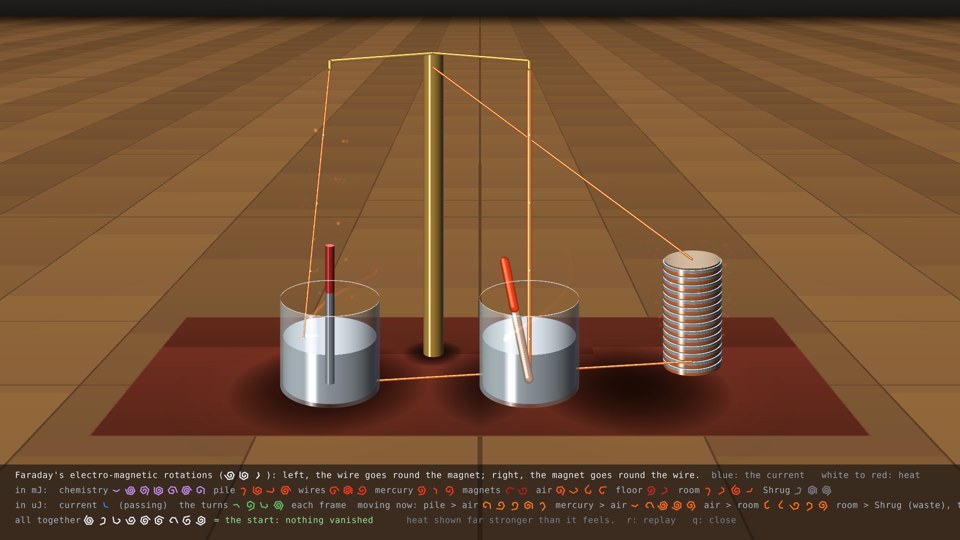 Faraday's electro-magnetic rotations ( ): left, the wire goes round the magnet; right, the magnet goes round the wire. blue: the current white to red: heat
in mJ: chemistry pile wires mercury magnets air floor room Shrug
in uJ: current (passing) the turns each frame moving now: pile > air mercury > air air > room room > Shrug (waste), t
all together = the start: nothing vanished heat shown far stronger than it feels. r: replay q: close